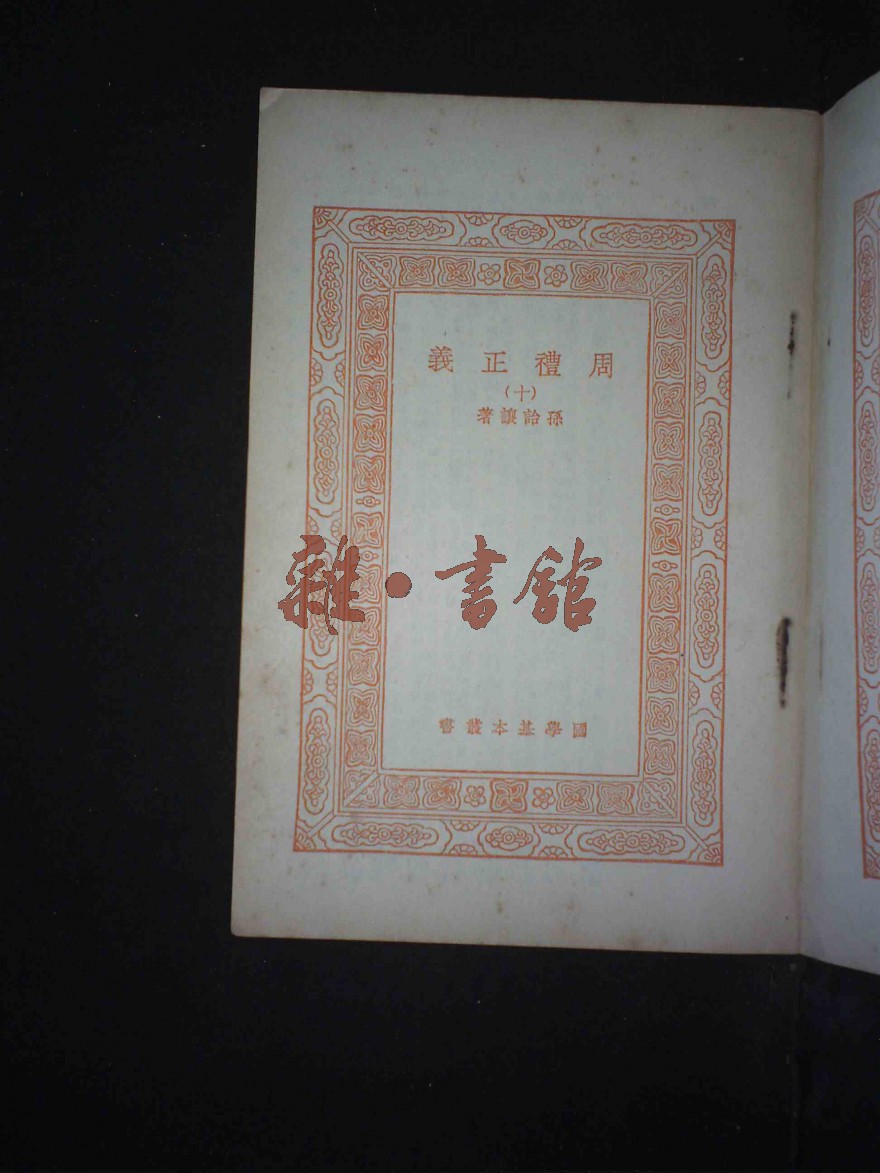 周禮正義
（十）
孫詒讓著
雜·書館
國學基本叢書